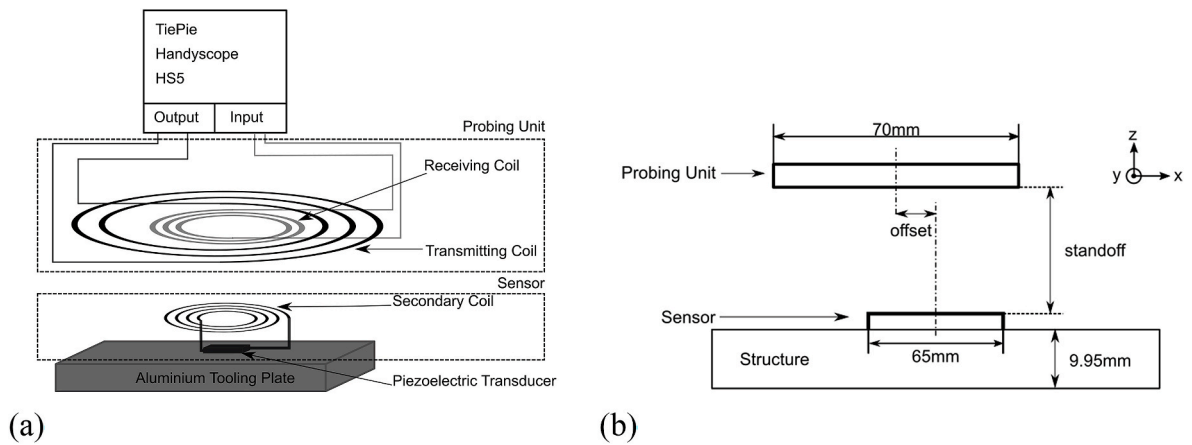 TiePie
Handyscope
HS5
Output
Input
Probing Unit
Receiving Coil
Transmitting Coil
Sensor
Secondary Coil
Aluminium Tooling Plate
Piezoelectric Transducer
(a)
70mm
Probing Unit
z
y
x
offset
standoff
Sensor
65mm
Structure
9.95mm
(b)